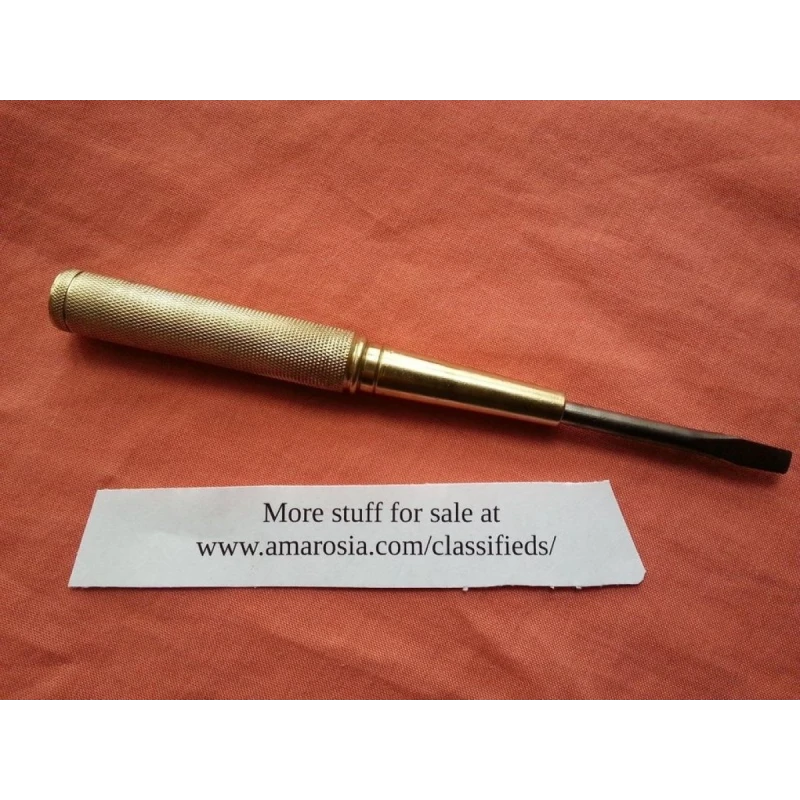 More stuff for sale at
www.amarosia.com/classifieds/